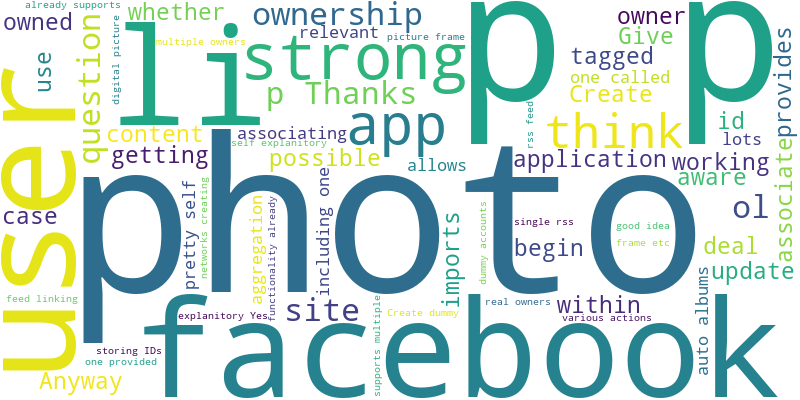 already supports
owned
whether
ownership
owner
multiple owners
relevant
picture frame
Give
li
p
p
strong
tagged
use
digital picture
question
p Thanks
one called
Create
provides
user
app
think
rss feed
id
content
associating
lots
self explanitory
getting
possible
allows
application
working
associate
aware
photo
case
pretty self
networks creating
aggregation
functionality already
including one
imports
dummy accounts
single rss
begin
ol
good idea
frame etc
deal
update
feed linking
site
real owners
within
auto albums
explanitory Yes
supports multiple
Create dummy
various actions
facebook
storing IDs
one provided
Anyway